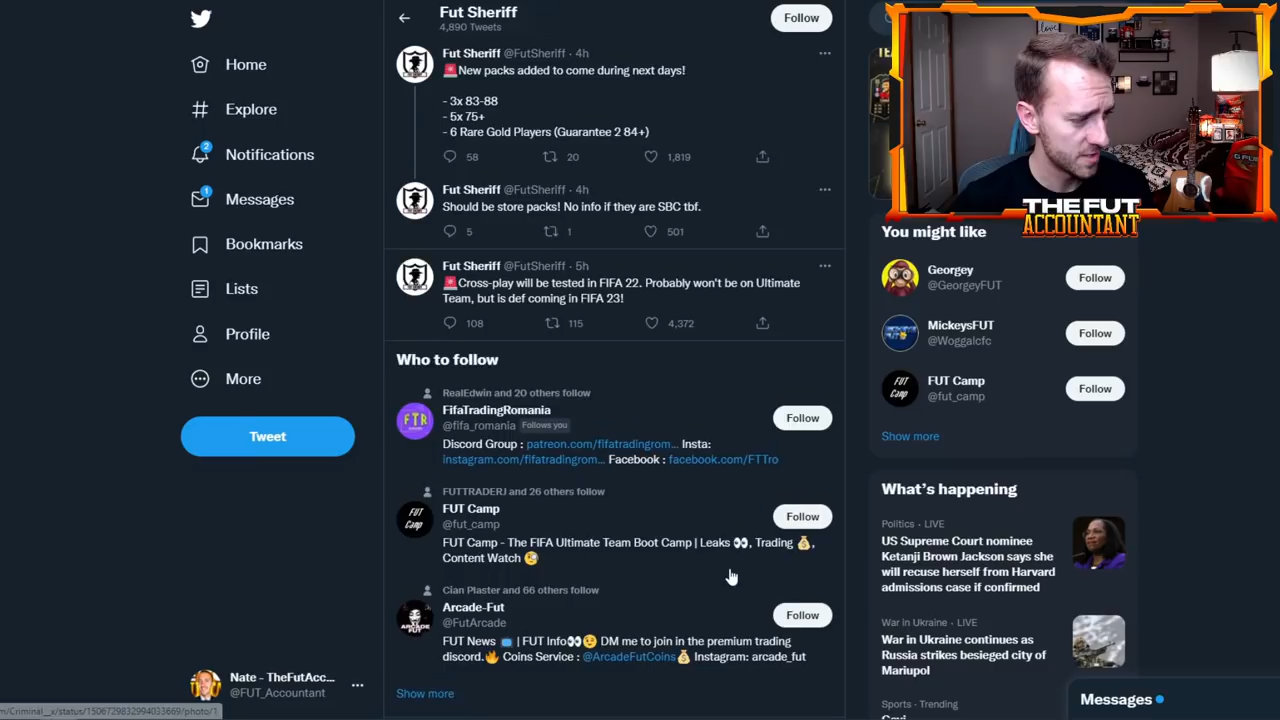 Home
Explore
2
Notifications
1
Messages
Bookmarks
Lists
Profile
More
Tweet
Nate - TheFutAcc...
@FUT_Accountant
m/Criminal__x/status/1506729832994033669/photo/1
Fut Sheriff
4,890 Tweets
Follow
Fut Sheriff @FutSheriff · 4h
🚨New packs added to come during next days!
- 3x 83-88
- 5x 75+
- 6 Rare Gold Players (Guarantee 2 84+)
58 20 1,819
Fut Sheriff @FutSheriff · 4h
Should be store packs! No info if they are SBC tbf.
5 1 501
Fut Sheriff @FutSheriff · 5h
🚨Cross-play will be tested in FIFA 22. Probably won't be on Ultimate
Team, but is def coming in FIFA 23!
108 115 4,372
Who to follow
RealEdwin and 20 others follow
FifaTradingRomania
@fifa_romania Follows you
Follow
Discord Group : patreon.com/fifatradingrom... Insta:
instagram.com/fifatradingrom... Facebook : facebook.com/FTTro
FUTTRADERJ and 26 others follow
FUT Camp
@fut_camp
Follow
FUT Camp - The FIFA Ultimate Team Boot Camp | Leaks 👀, Trading 💰,
Content Watch 🧐
Cian Plaster and 66 others follow
Arcade-Fut
@FutArcade
Follow
FUT News 📺 | FUT Info👀😉 DM me to join in the premium trading
discord.🔥 Coins Service : @ArcadeFutCoins💰 Instagram: arcade_fut
Show more
THE FUT
ACCOUNTANT
You might like
Georgey
@GeorgeyFUT
Follow
MickeysFUT
@Woggalcfc
Follow
FUT Camp
@fut_camp
Follow
Show more
What's happening
Politics · LIVE
US Supreme Court nominee
Ketanji Brown Jackson says she
will recuse herself from Harvard
admissions case if confirmed
War in Ukraine · LIVE
War in Ukraine continues as
Russia strikes besieged city of
Mariupol
Sports · Trending
Messages